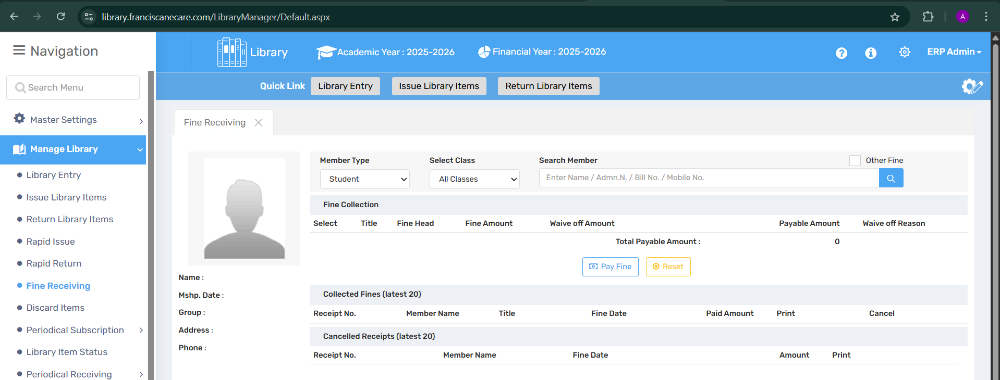 library.franciscanecare.com/LibraryManager/Default.aspx
A
Navigation
Library
Academic Year : 2025-2026
Financial Year : 2025-2026
ERP Admin
Quick Link
Library Entry
Issue Library Items
Return Library Items
Search Menu
Master Settings
Manage Library
Library Entry
Issue Library Items
Return Library Items
Rapid Issue
Rapid Return
Fine Receiving
Discard Items
Periodical Subscription
Library Item Status
Periodical Receiving
Fine Receiving
Name :
Mshp. Date :
Group :
Address :
Phone :
Member Type
Select Class
Search Member
Other Fine
Student
All Classes
Enter Name / Admn.N. / Bill No. / Mobile No.
Fine Collection
Select Title Fine Head Fine Amount Waive off Amount Payable Amount Waive off Reason
Total Payable Amount : 0
Pay Fine
Reset
Collected Fines (latest 20)
Receipt No. Member Name Title Fine Date Paid Amount Print Cancel
Cancelled Receipts (latest 20)
Receipt No. Member Name Fine Date Amount Print